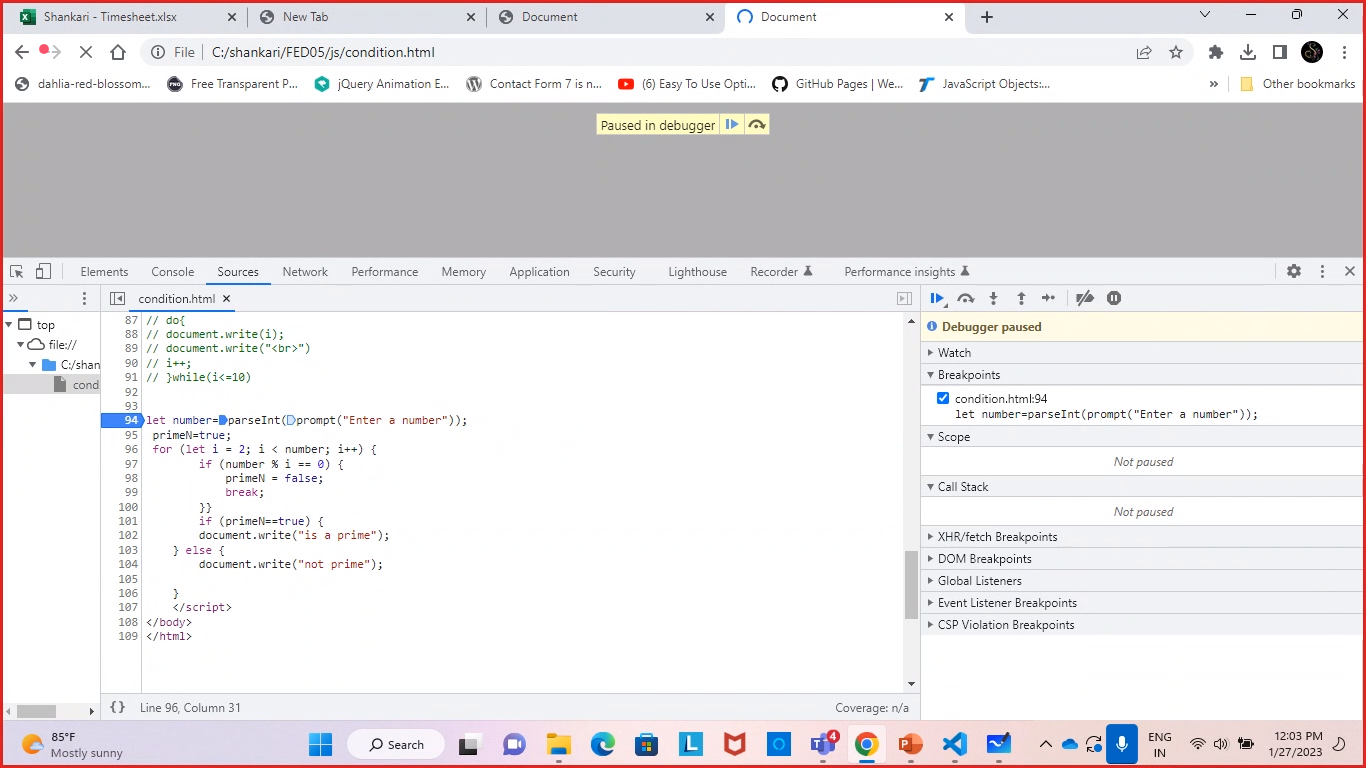 Shankari - Timesheet.xlsx
New Tab
Document
Document
File
C:/shankari/FED05/js/condition.html
dahlia-red-blossom...
Free Transparent P...
jQuery Animation E...
Contact Form 7 is n...
(6) Easy To Use Opti...
GitHub Pages | We...
JavaScript Objects:...
»
Other bookmarks
Paused in debugger
Elements
Console
Sources
Network
Performance
Memory
Application
Security
Lighthouse
Recorder
Performance insights
»
condition.html
top
file://
C:/shan
cond
87 // do{
88 // document.write(i);
89 // document.write("<br>")
90 // i++;
91 // }while(i<=10)
92
93
94 let number=parseInt(prompt("Enter a number"));
95 primeN=true;
96 for (let i = 2; i < number; i++) {
97 if (number % i == 0) {
98 primeN = false;
99 break;
100 }}
101 if (primeN==true) {
102 document.write("is a prime");
103 } else {
104 document.write("not prime");
105
106 }
107 </script>
108 </body>
109 </html>
{ } Line 96, Column 31
Coverage: n/a
Debugger paused
Watch
Breakpoints
condition.html:94
let number=parseInt(prompt("Enter a number"));
Scope
Not paused
Call Stack
Not paused
XHR/fetch Breakpoints
DOM Breakpoints
Global Listeners
Event Listener Breakpoints
CSP Violation Breakpoints
85°F
Mostly sunny
Search
L
4
ENG
IN
12:03 PM
1/27/2023